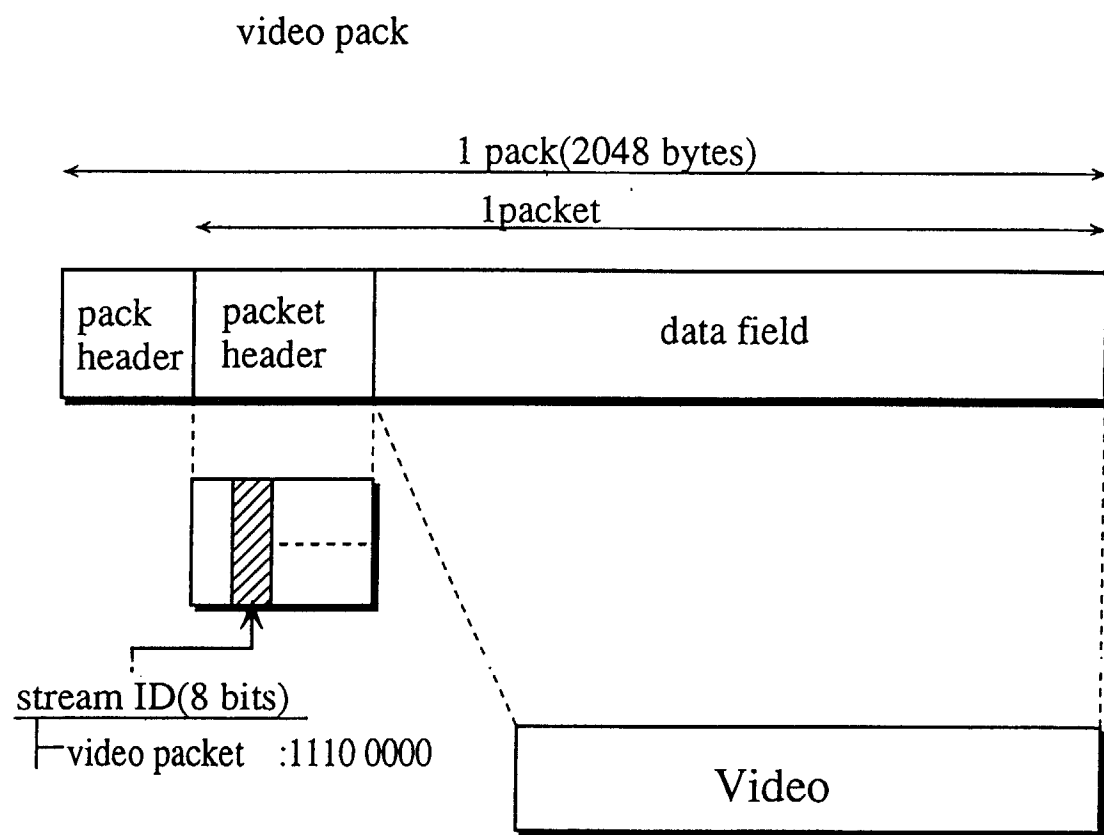 video pack
1 pack(2048 bytes)
1packet
pack
header
packet
header
data field
stream ID(8 bits)
video packet :1110 0000
Video